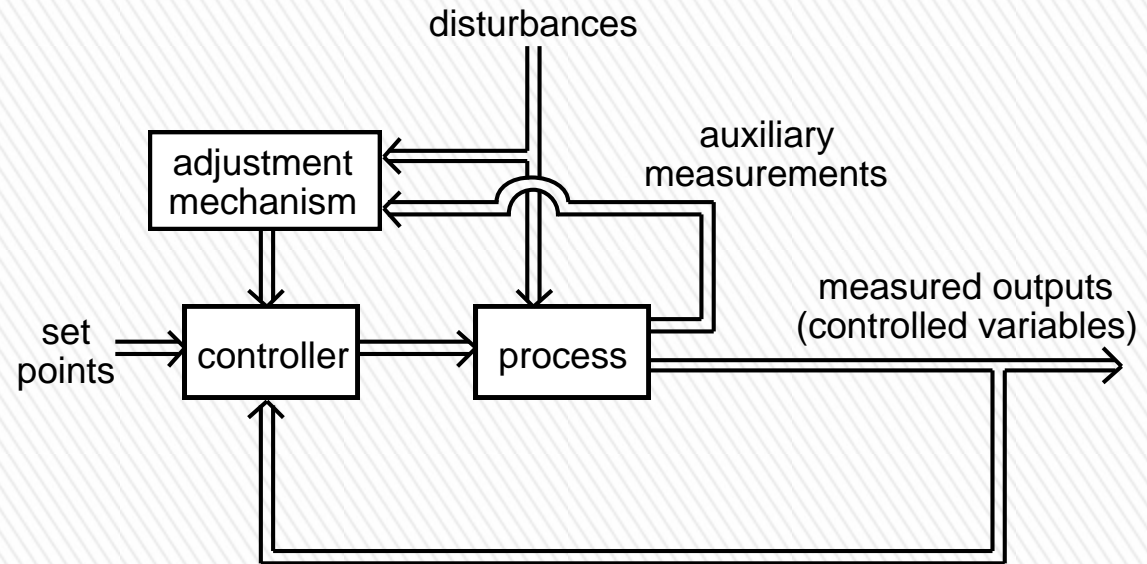 disturbances
auxiliary
measurements
adjustment
mechanism
measured outputs
(controlled variables)
set
points
controller
process